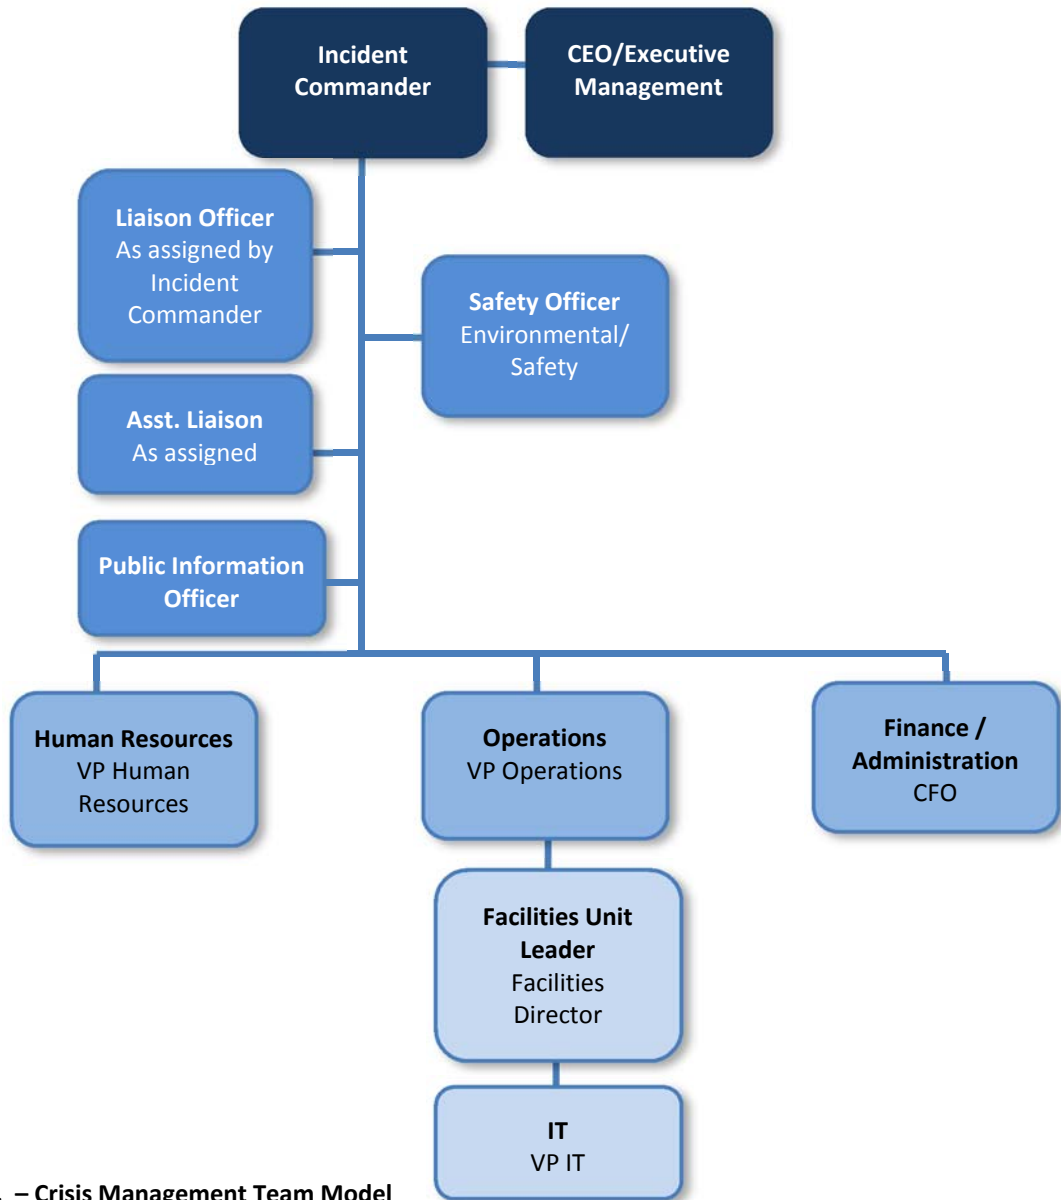 Incident
Commander
CEO/Executive
Management
Liaison Officer
As assigned by
Incident
Commander
Safety Officer
Environmental/
Safety
Asst. Liaison
As assigned
Public Information
Officer
Human Resources
VP Human
Resources
Operations
VP Operations
Finance /
Administration
CFO
Facilities Unit
Leader
Facilities
Director
IT
VP IT
– Crisis Management Team Model